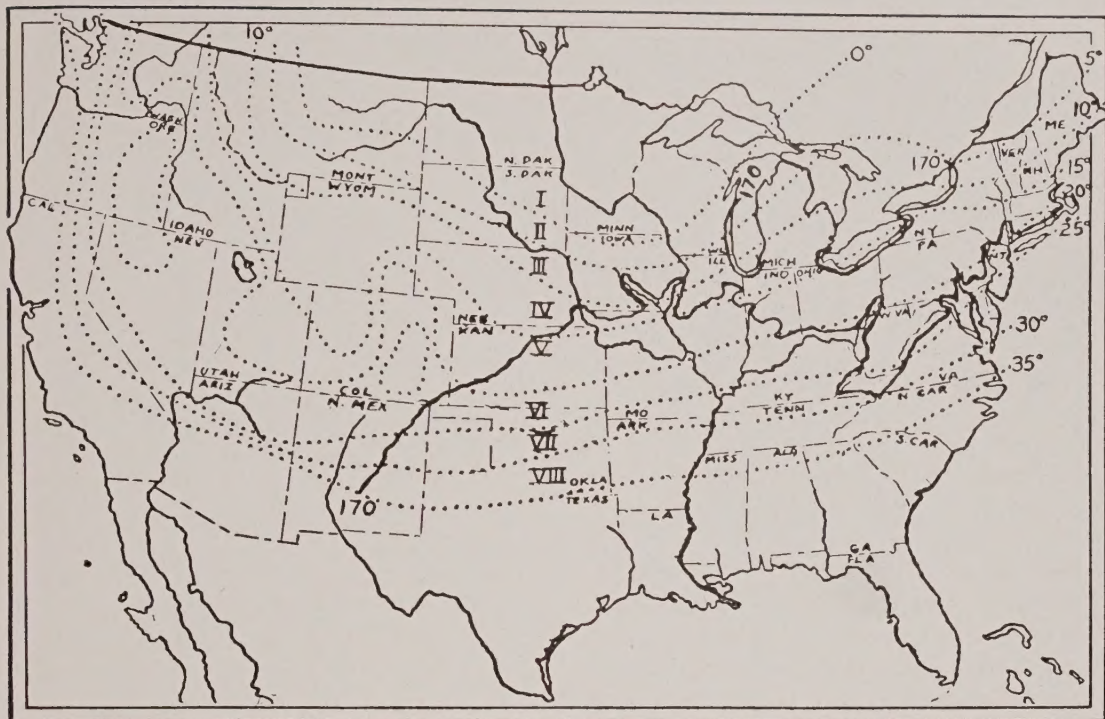 10°
0°
5°
10°
15°
20°
25°
30°
35°
170
170
170
WASH
ORE
CAL
IDAHO
NEV
UTAH
ARIZ
MONT
WYOM
COL
N. MEX
N. DAK
S. DAK
I
II
III
IV
V
VI
VII
VIII
MINN
IOWA
NEB
KAN
MO
ARK
OKLA
TEXAS
LA
ILL
MICH
IND OHIO
KY
TENN
MISS
ALA
GA
FLA
S. CAR
VA
N. CAR
W VA
NY
PA
VER
NH
ME